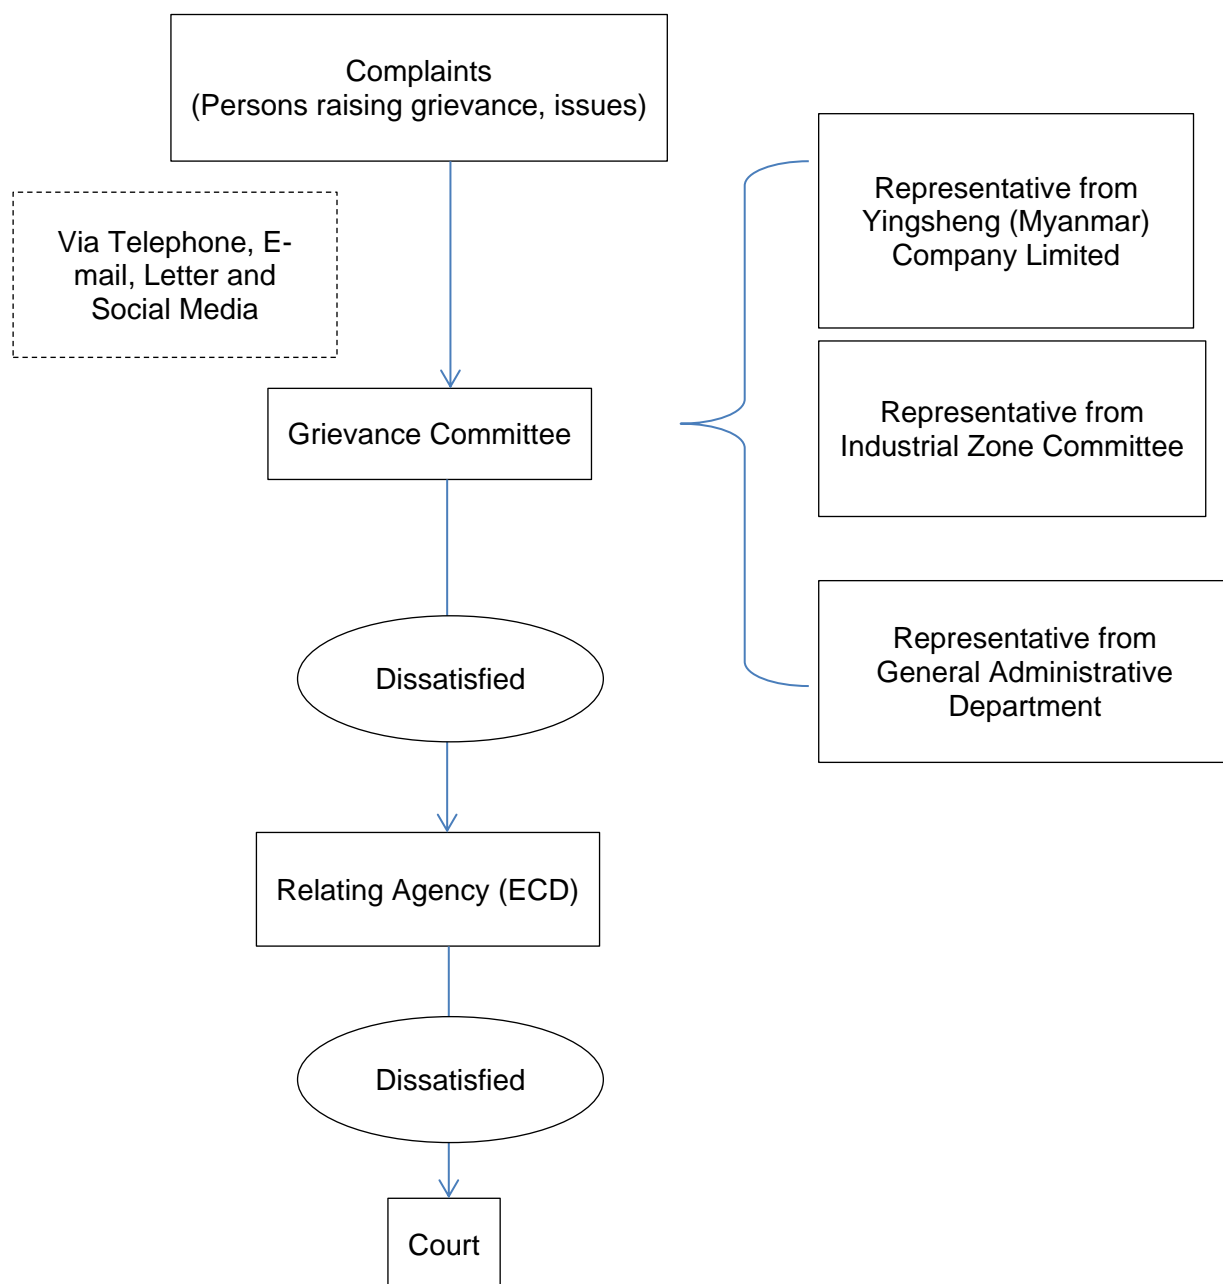 Complaints
(Persons raising grievance, issues)
Via Telephone, E-
mail, Letter and
Social Media
Grievance Committee
Representative from
Yingsheng (Myanmar)
Company Limited
Representative from
Industrial Zone Committee
Representative from
General Administrative
Department
Dissatisfied
Relating Agency (ECD)
Dissatisfied
Court